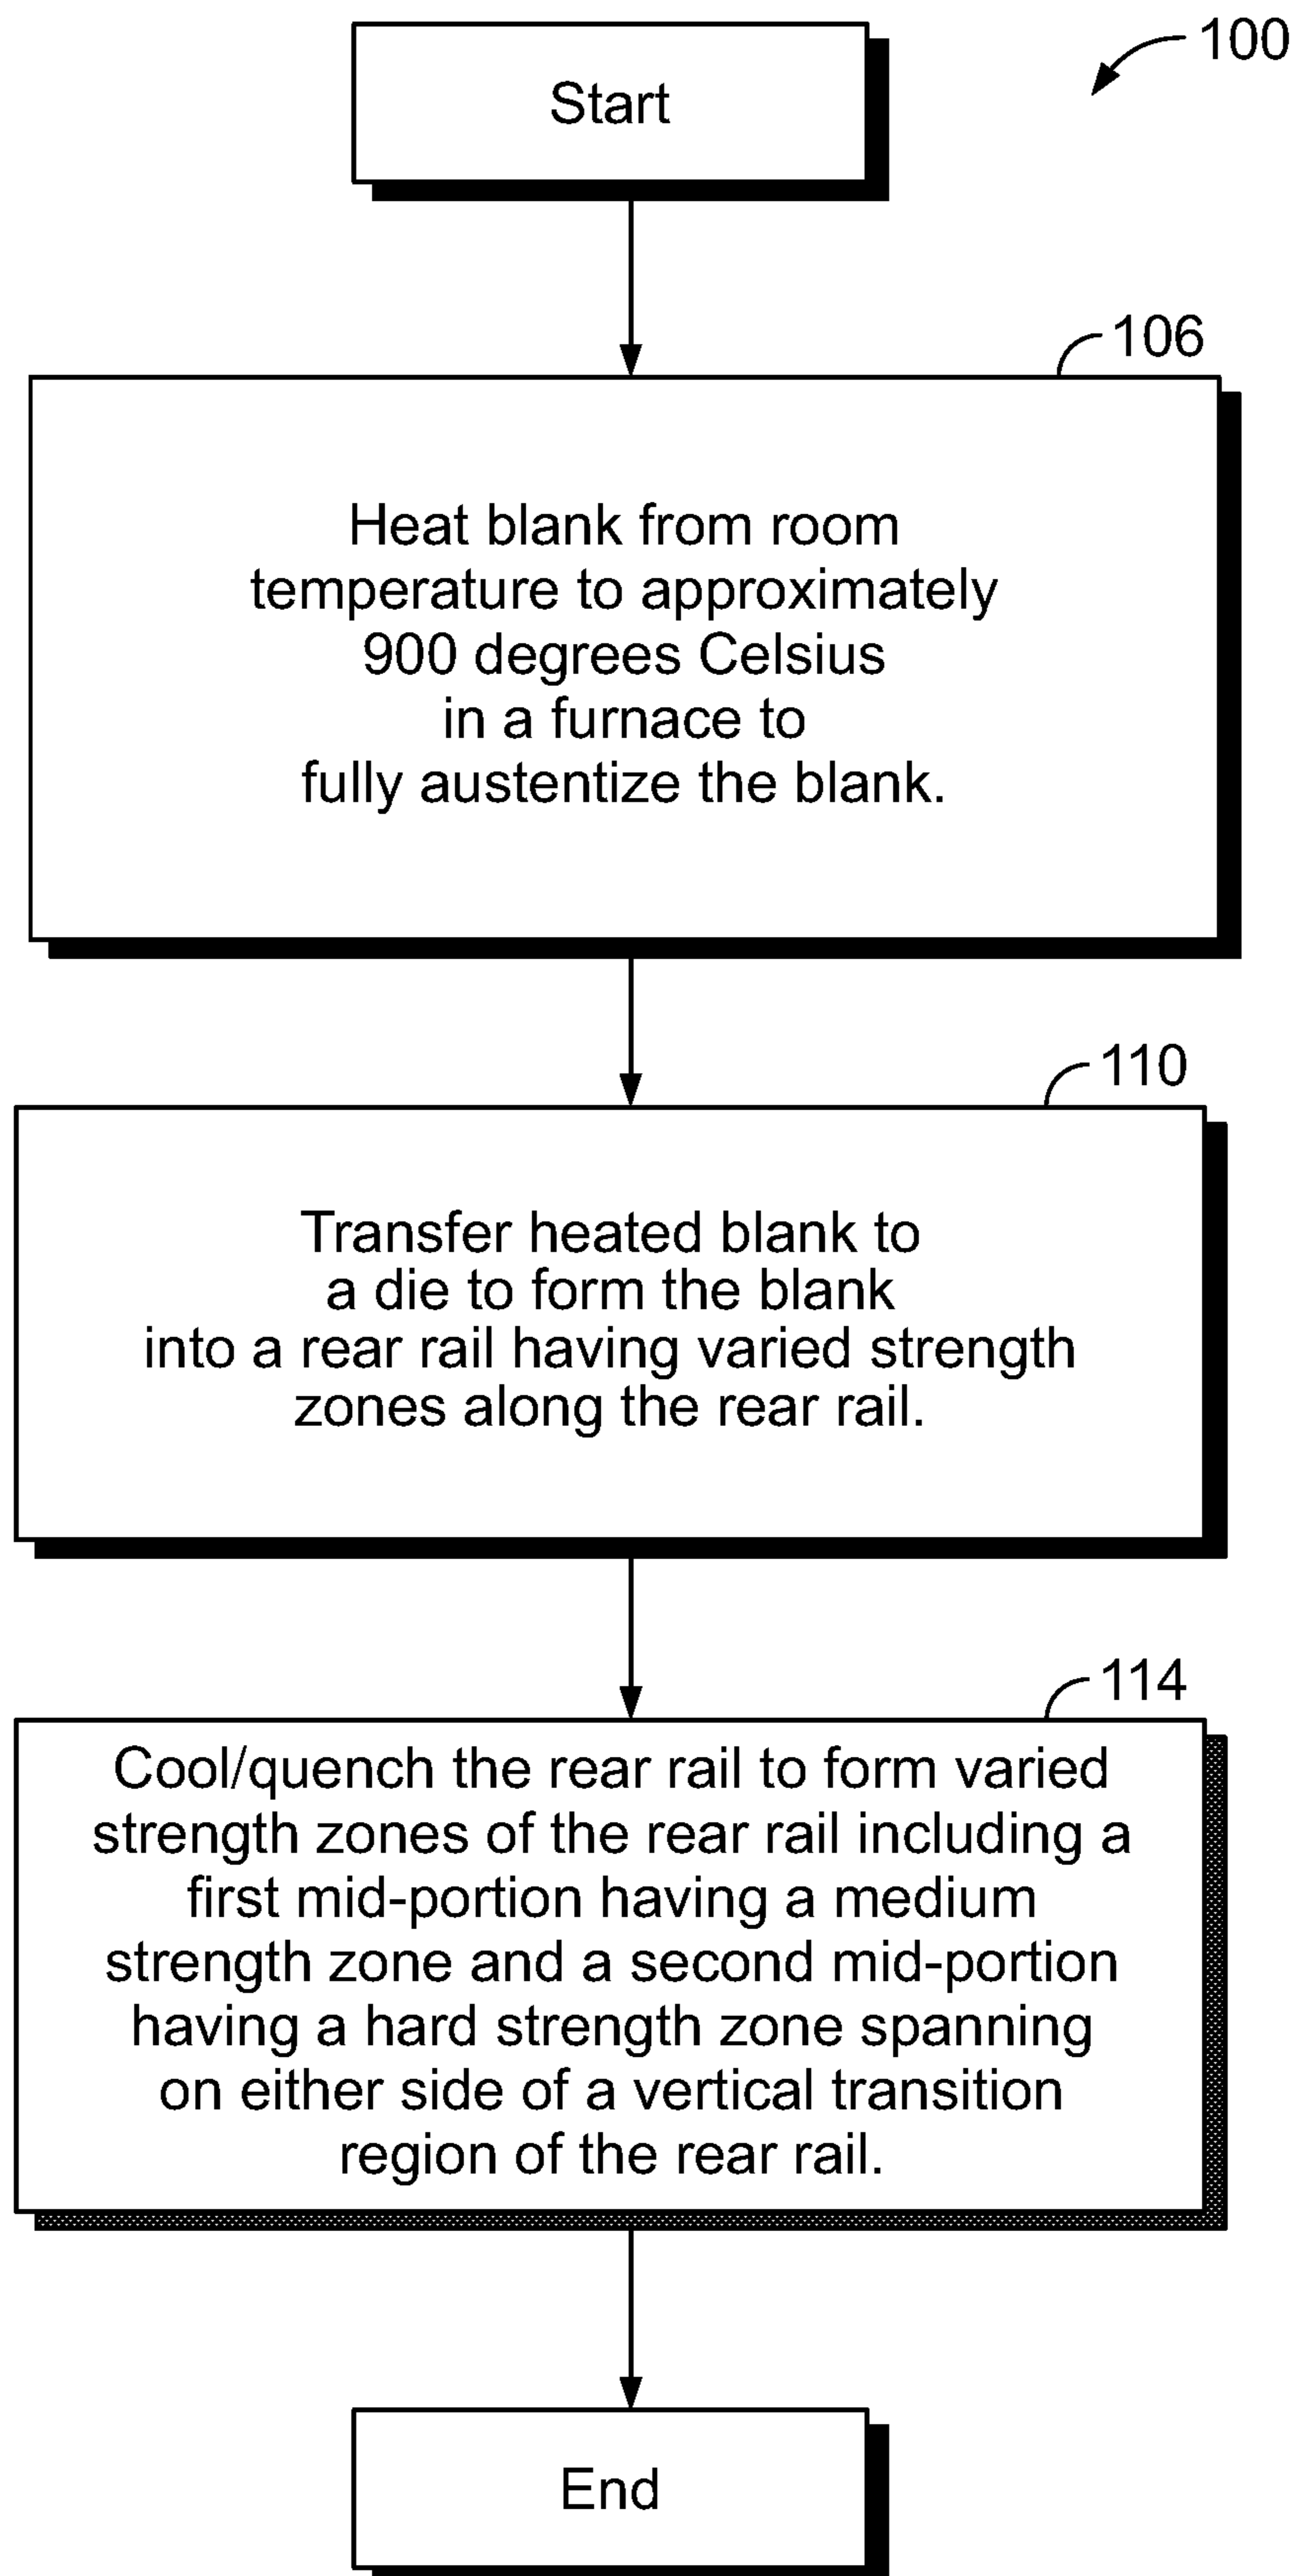 100
Start
106
Heat blank from room
temperature to approximately
900 degrees Celsius
in a furnace to
fully austentize the blank.
110
Transfer heated blank to
a die to form the blank
into a rear rail having varied strength
zones along the rear rail.
114
Cool/quench the rear rail to form varied
strength zones of the rear rail including a
first mid-portion having a medium
strength zone and a second mid-portion
having a hard strength zone spanning
on either side of a vertical transition
region of the rear rail.
End